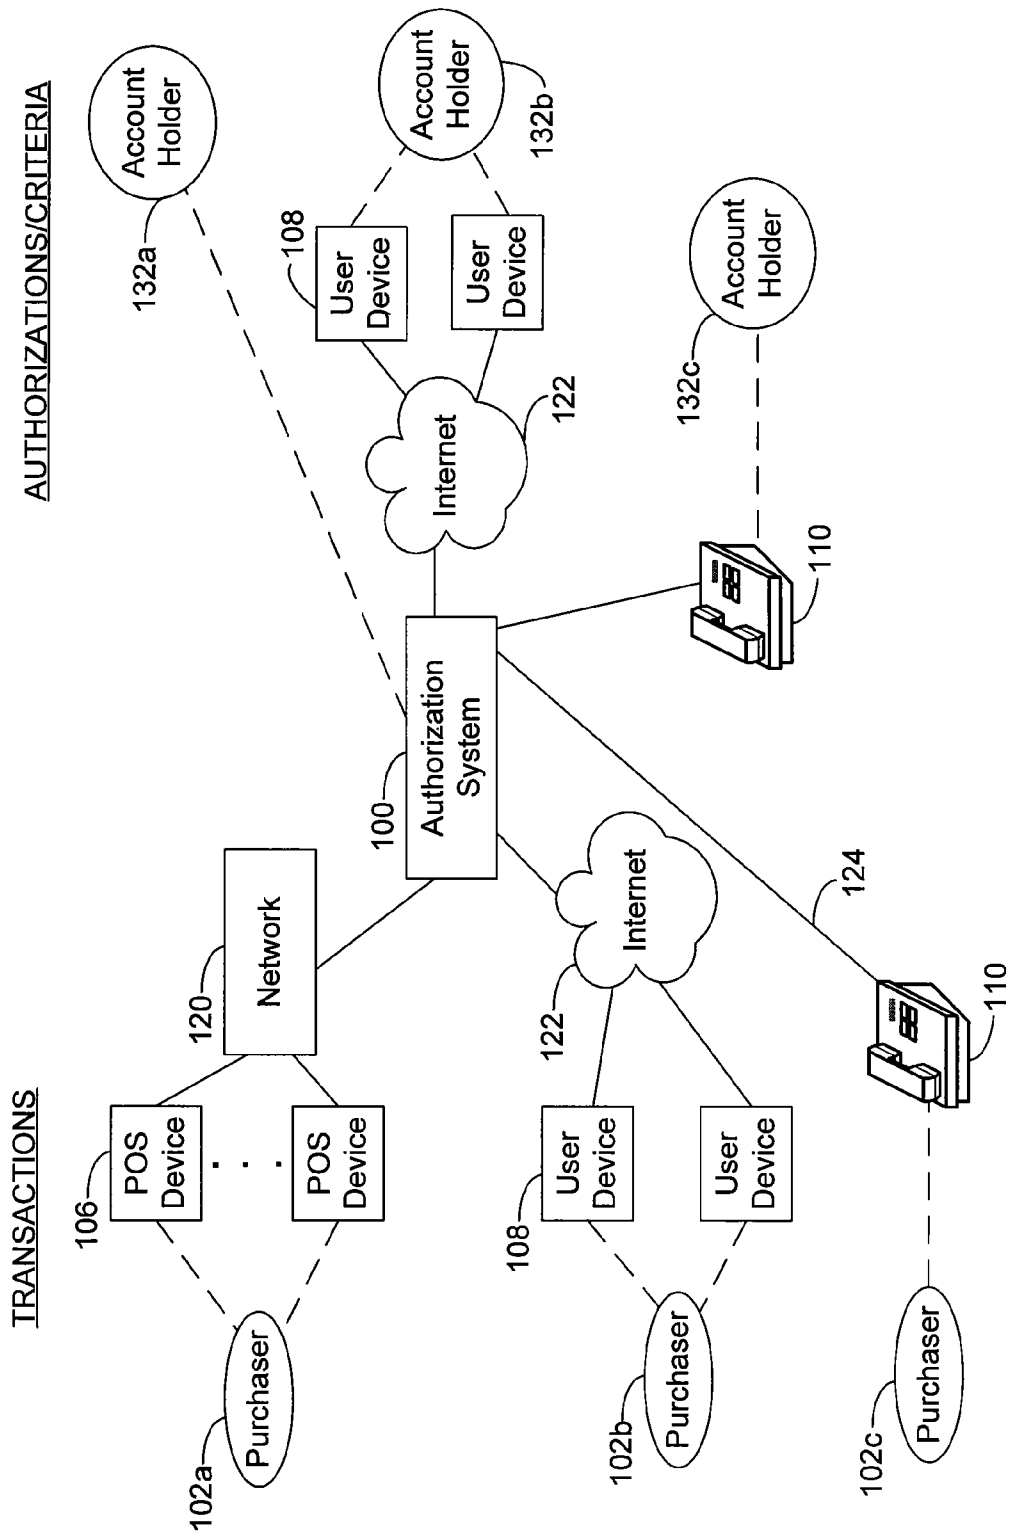 TRANSACTIONS
AUTHORIZATIONS/CRITERIA
102a
Purchaser
106
POS
Device
. . .
POS
Device
120
Network
100
Authorization
System
132a
Account
Holder
108
User
Device
User
Device
Internet
122
Account
Holder
132b
102b
Purchaser
108
User
Device
User
Device
122
Internet
132c
Account
Holder
110
102c
Purchaser
124
110